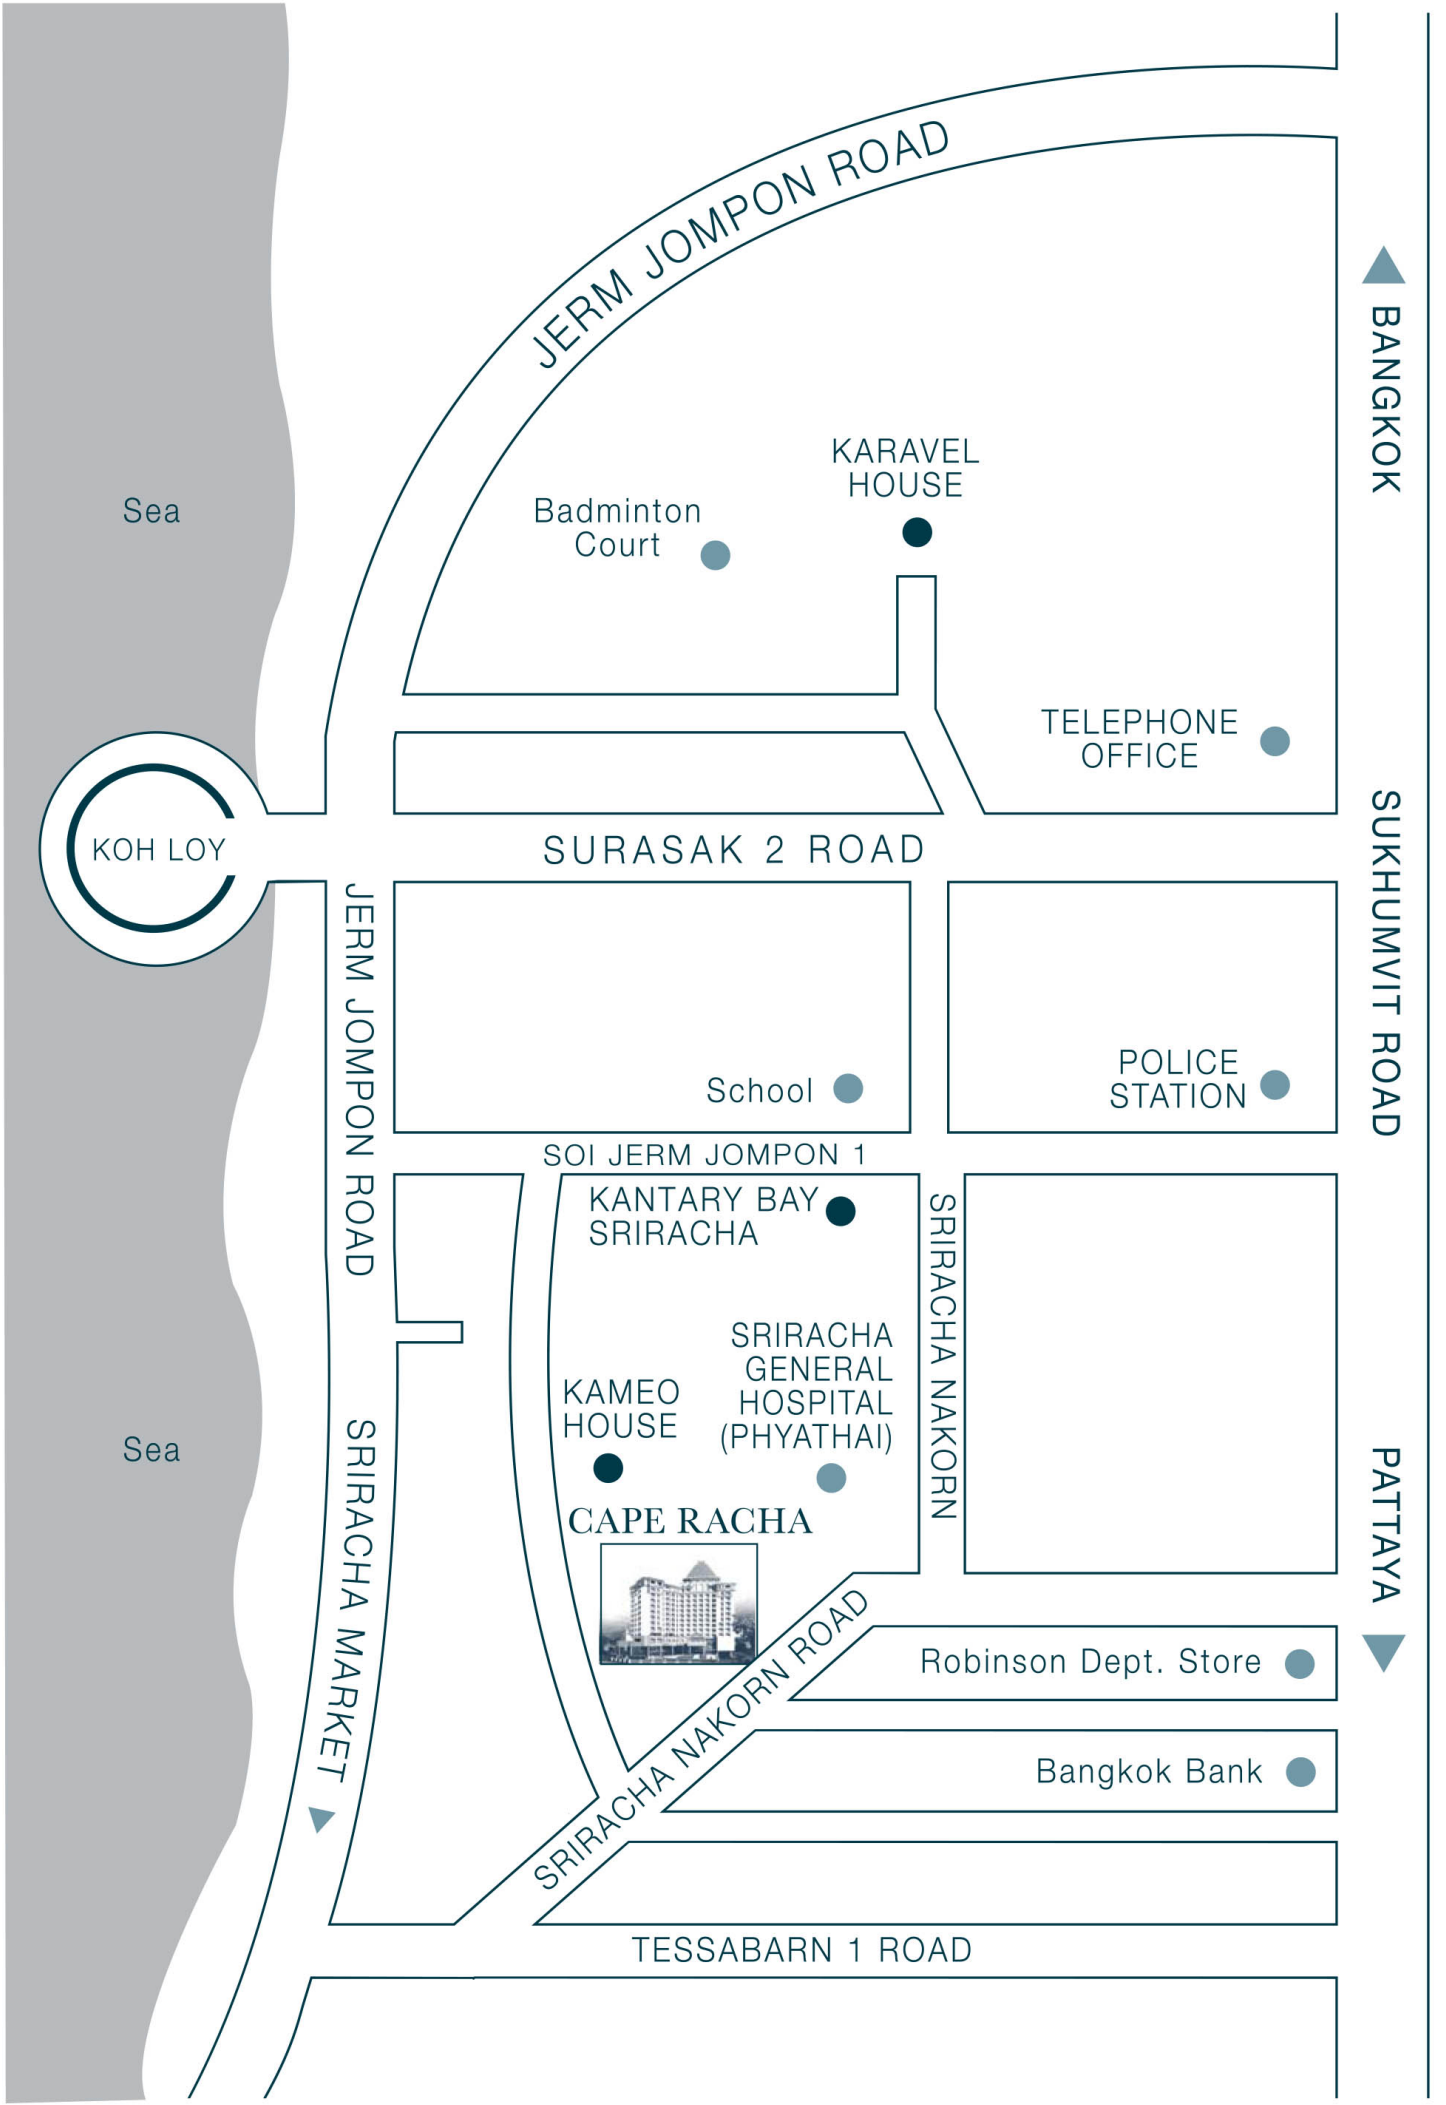 JERM JOMPON ROAD
BANGKOK
KARAVEL
HOUSE
Badminton
Court
Sea
TELEPHONE
OFFICE
KOH LOY
SURASAK 2 ROAD
SUKHUMVIT ROAD
JERM JOMPON ROAD
POLICE
STATION
School
SOI JERM JOMPON 1
KANTARY BAY
SRIRACHA
SRIRACHA NAKORN
SRIRACHA
GENERAL
HOSPITAL
(PHYATHAI)
KAMEO
HOUSE
Sea
SRIRACHA MARKET
PATTAYA
CAPE RACHA
SRIRACHA NAKORN ROAD
Robinson Dept. Store
Bangkok Bank
TESSABARN 1 ROAD